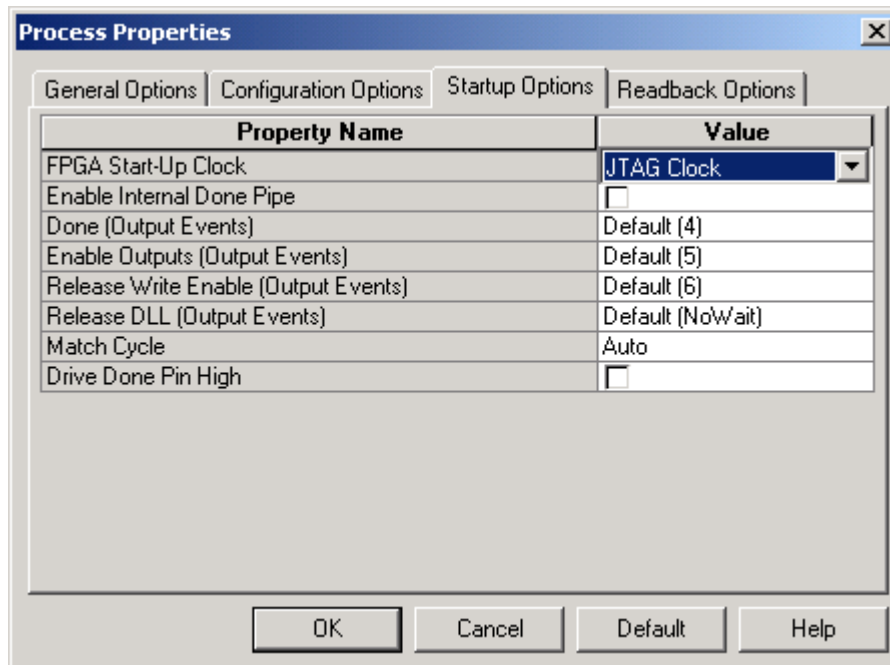 Process Properties
General Options Configuration Options Startup Options Readback Options
Property Name Value
FPGA Start-Up Clock JTAG Clock
Enable Internal Done Pipe
Done (Output Events) Default (4)
Enable Outputs (Output Events) Default (5)
Release Write Enable (Output Events) Default (6)
Release DLL (Output Events) Default (NoWait)
Match Cycle Auto
Drive Done Pin High
OK Cancel Default Help